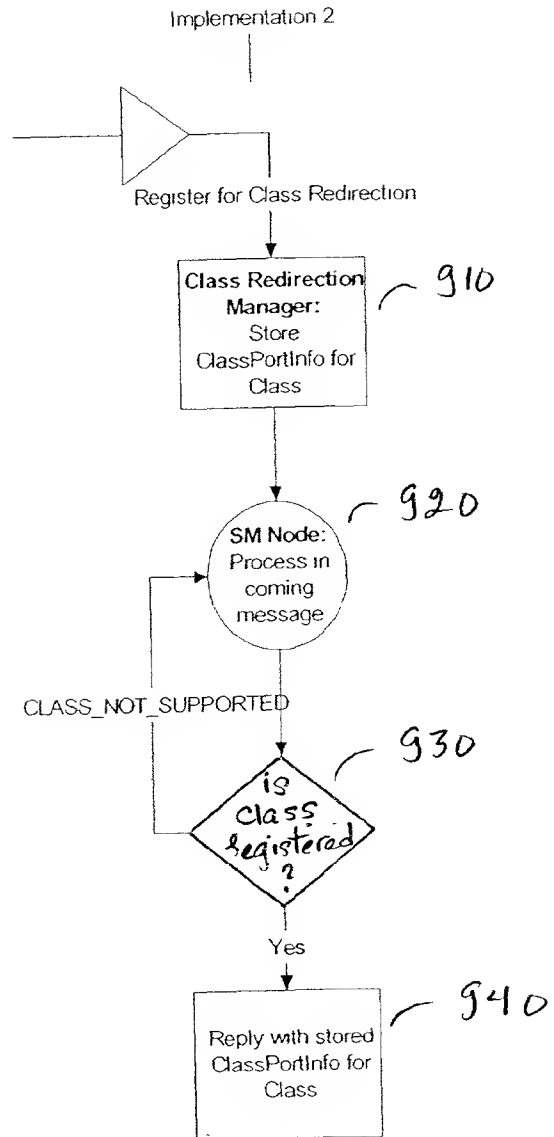 Implementation 2
Register for Class Redirection
Class Redirection
Manager:
Store
ClassPortInfo for
Class
910
SM Node:
Process in
coming
message
920
CLASS_NOT_SUPPORTED
is
class
registered
?
930
Yes
Reply with stored
ClassPortInfo for
Class
940